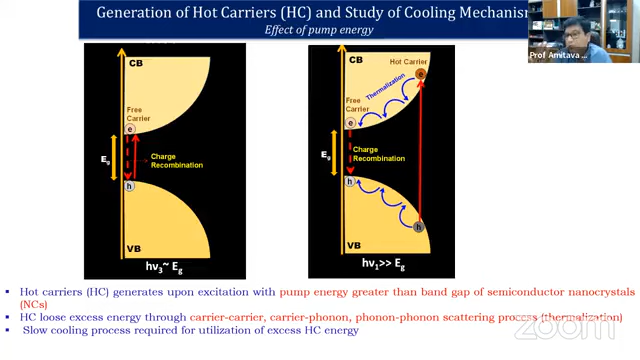 Generation of Hot Carriers (HC) and Study of Cooling Mechanism
Effect of pump energy
Prof Amitava
CB
Hot Carrier
e
Thermalization
Free
Carrier
e
Eg
Charge
Recombination
h
VB
hν3~ Eg
CB
Free
Carrier
e
Eg
Charge
Recombination
h
h
VB
hν1>> Eg
Hot carriers (HC) generates upon excitation with pump energy greater than band gap of semiconductor nanocrystals
(NCs)
HC loose excess energy through carrier-carrier, carrier-phonon, phonon-phonon scattering process (thermalization)
Slow cooling process required for utilization of excess HC energy
zoom